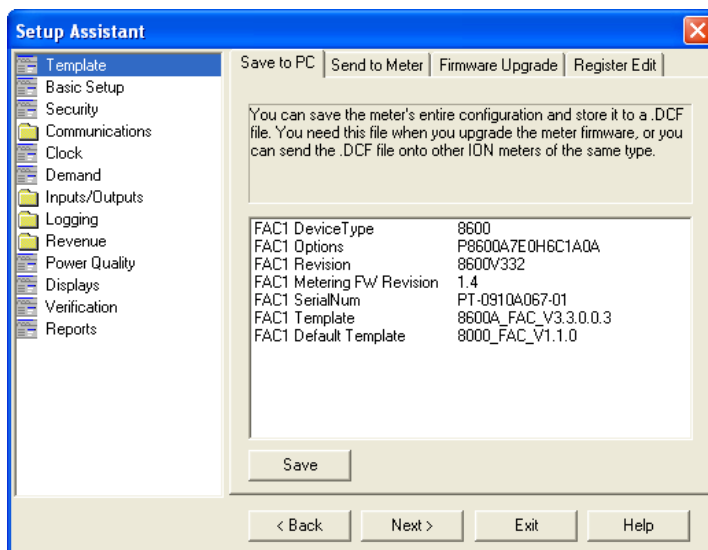 Setup Assistant
Template
Basic Setup
Security
Communications
Clock
Demand
Inputs/Outputs
Logging
Revenue
Power Quality
Displays
Verification
Reports
Save to PC
Send to Meter
Firmware Upgrade
Register Edit
You can save the meter's entire configuration and store it to a .DCF
file. You need this file when you upgrade the meter firmware, or you
can send the .DCF file onto other ION meters of the same type.
FAC1 DeviceType 8600
FAC1 Options P8600A7E0H6C1A0A
FAC1 Revision 8600V332
FAC1 Metering FW Revision 1.4
FAC1 SerialNum PT-0910A067-01
FAC1 Template 8600A_FAC_V3.3.0.0.3
FAC1 Default Template 8000_FAC_V1.1.0
Save
< Back
Next >
Exit
Help